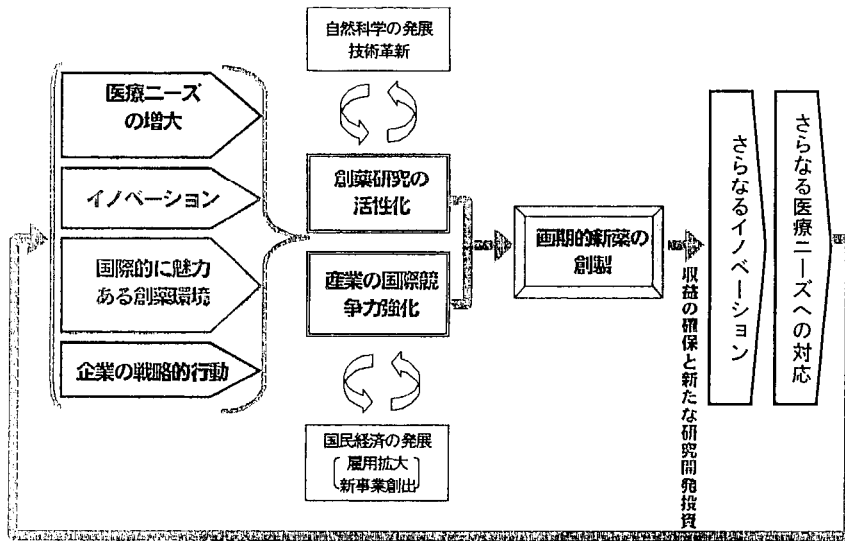 自然科学の発展
技術革新
医療ニーズ
の増大
イノベーション
国際的に魅力
ある創薬環境
企業の戦略的行動
創薬研究の
活性化
産業の国際競
争力強化
国民経済の発展
雇用拡大
新事業創出
画期的新薬の
創製
収益の確保と新たな研究開発投資
さらなるイノベーション
さらなる医療ニーズへの対応